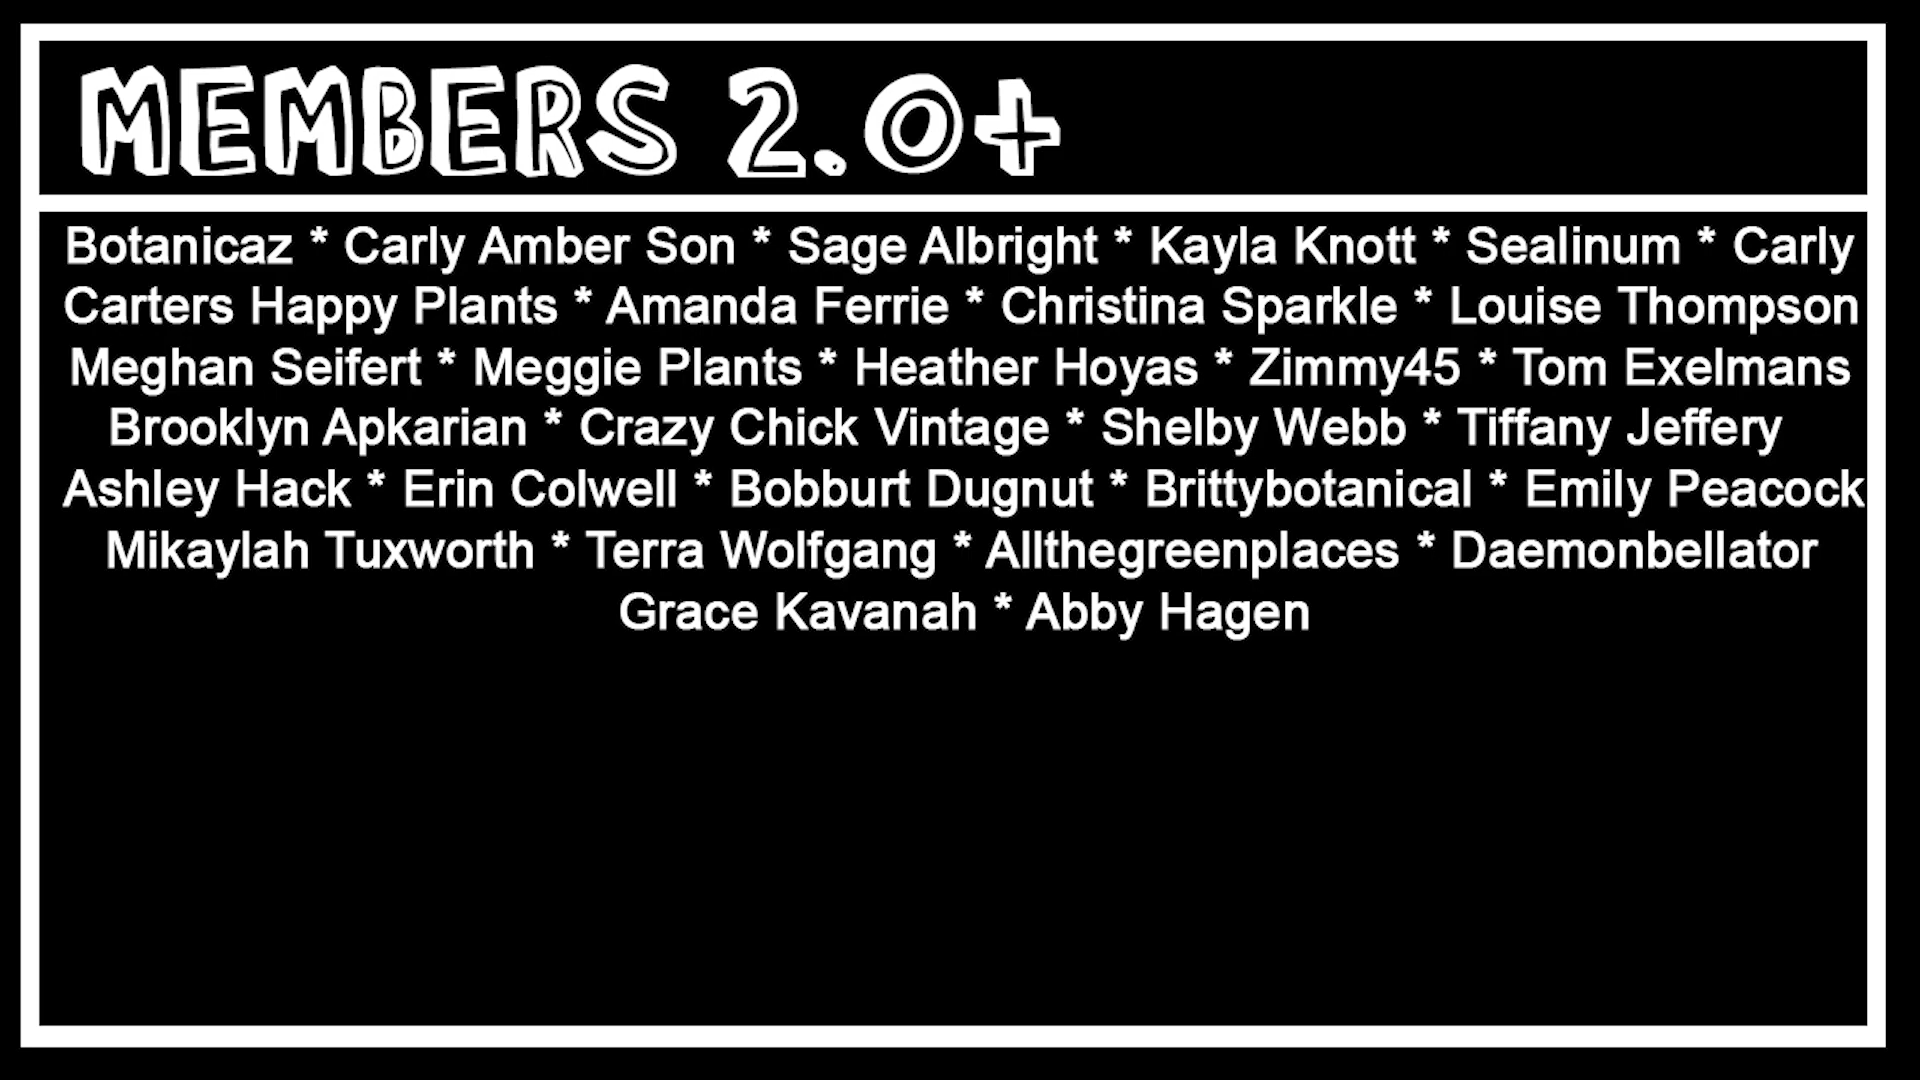 MEMBERS 2.0+
Botanicaz * Carly Amber Son * Sage Albright * Kayla Knott * Sealinum * Carly
Carters Happy Plants * Amanda Ferrie * Christina Sparkle * Louise Thompson
Meghan Seifert * Meggie Plants * Heather Hoyas * Zimmy45 * Tom Exelmans
Brooklyn Apkarian * Crazy Chick Vintage * Shelby Webb * Tiffany Jeffery
Ashley Hack * Erin Colwell * Bobburt Dugnut * Brittybotanical * Emily Peacock
Mikaylah Tuxworth * Terra Wolfgang * Allthegreenplaces * Daemonbellator
Grace Kavanah * Abby Hagen